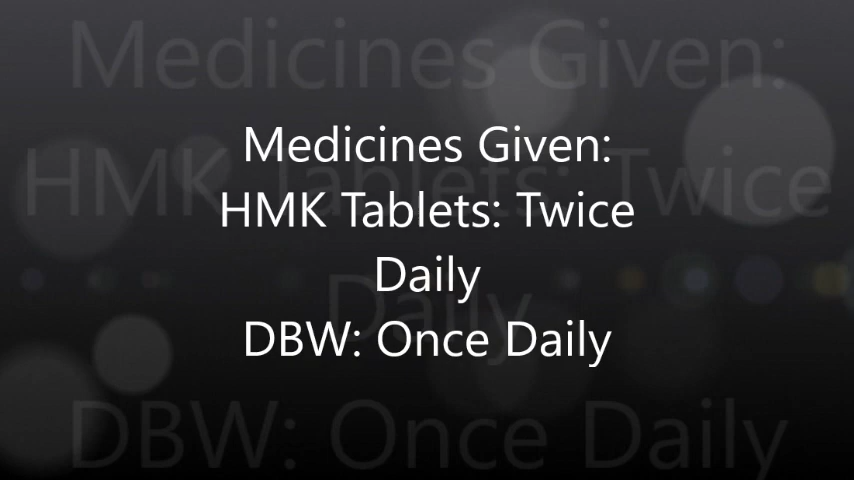 Medicines Given:
HMK Tablets: Twice
Daily
DBW: Once Daily